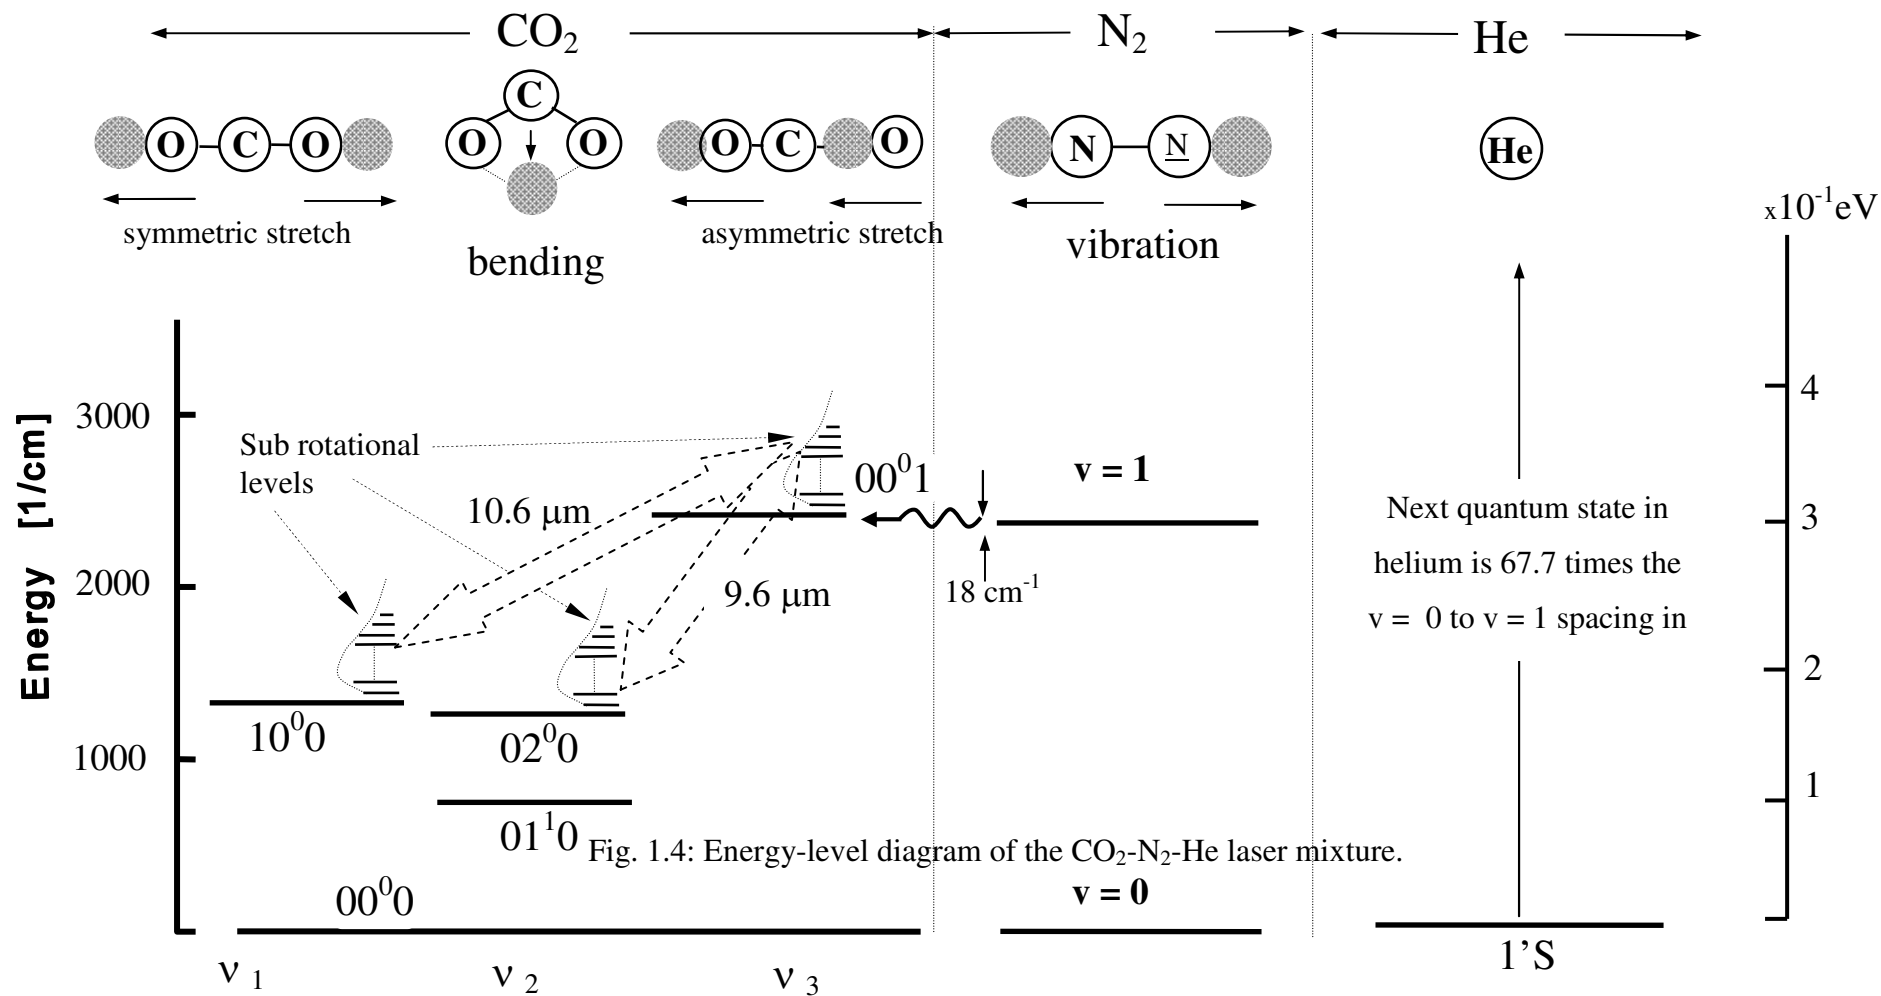 CO₂ N₂ He
C
O C O O O O C O N N He
x10⁻¹eV
symmetric stretch asymmetric stretch vibration
bending
Energy [1/cm]
3000
2000
1000
4
3
2
1
Sub rotational
levels
10.6 μm
9.6 μm
00⁰1
v = 1
18 cm⁻¹
Next quantum state in
helium is 67.7 times the
v = 0 to v = 1 spacing in
10⁰0
02⁰0
01¹0
Fig. 1.4: Energy-level diagram of the CO₂-N₂-He laser mixture.
00⁰0
v = 0
1’S
ν ₁ ν ₂ ν ₃